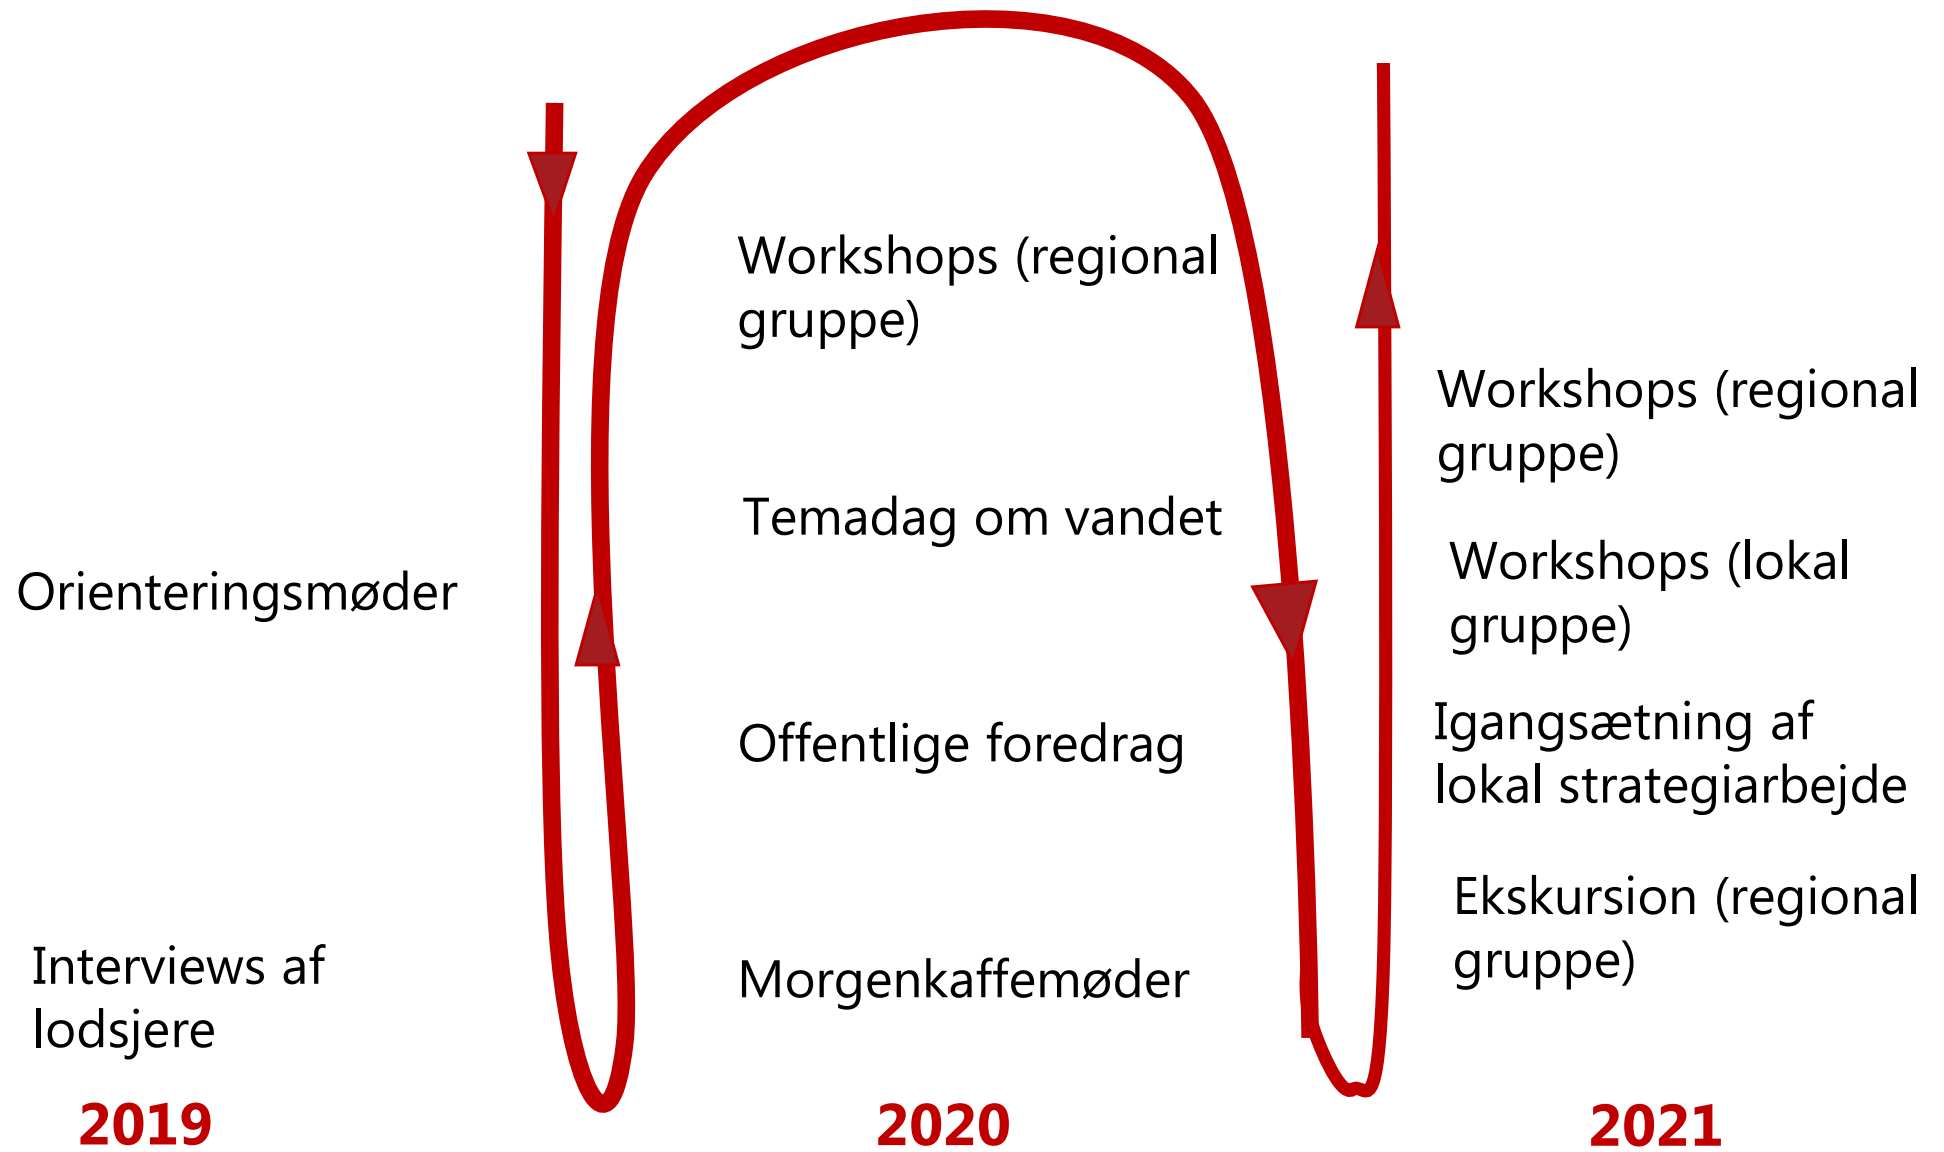 Orienteringsmøder
Interviews af
lodsjere
2019
Workshops (regional
gruppe)
Temadag om vandet
Offentlige foredrag
Morgenkaffemøder
2020
Workshops (regional
gruppe)
Workshops (lokal
gruppe)
Igangsætning af
lokal strategiarbejde
Ekskursion (regional
gruppe)
2021